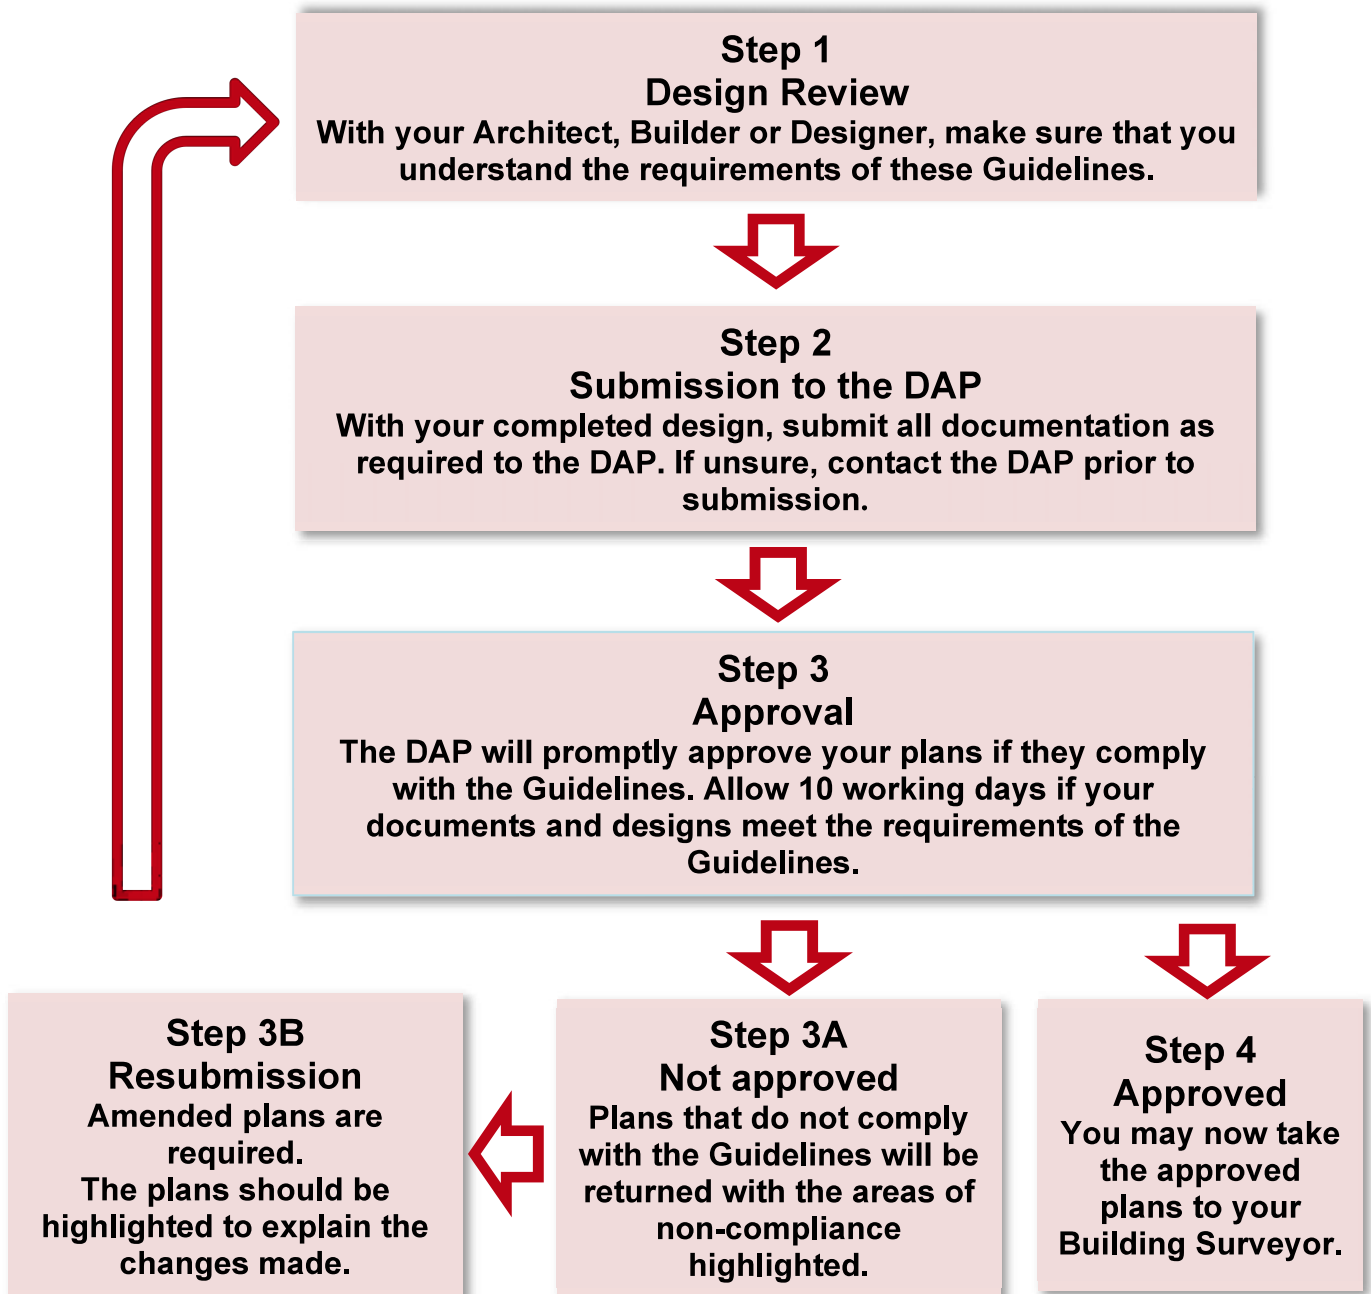 Step 1
Design Review
With your Architect, Builder or Designer, make sure that you
understand the requirements of these Guidelines.
Step 2
Submission to the DAP
With your completed design, submit all documentation as
required to the DAP. If unsure, contact the DAP prior to
submission.
Step 3
Approval
The DAP will promptly approve your plans if they comply
with the Guidelines. Allow 10 working days if your
documents and designs meet the requirements of the
Guidelines.
Step 3B
Resubmission
Amended plans are
required.
The plans should be
highlighted to explain the
changes made.
Step 3A
Not approved
Plans that do not comply
with the Guidelines will be
returned with the areas of
non-compliance
highlighted.
Step 4
Approved
You may now take
the approved
plans to your
Building Surveyor.